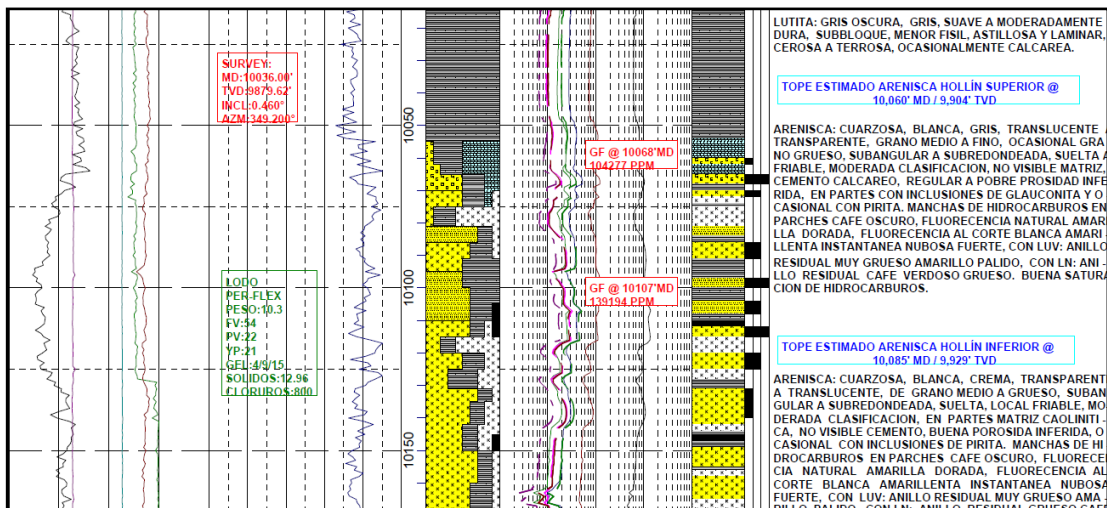 SURVEY:
MD:10036.00'
TVD:9879.62'
INCL:0.460°
AZM:349.200°
LODO
PER-FLEX
PESO:10.3
FV:54
PV:22
YP:21
GEL:4/9/15
SOLIDOS:12.96
CLORUROS:800
10050
10100
10150
GF @ 10068'MD
104277 PPM
GF @ 10107'MD
139194 PPM
LUTITA: GRIS OSCURA, GRIS, SUAVE A MODERADAMENTE
DURA, SUBBLOQUE, MENOR FISIL, ASTILLOSA Y LAMINAR,
CEROSA A TERROSA, OCASIONALMENTE CALCAREA.
TOPE ESTIMADO ARENISCA HOLLÍN SUPERIOR @
10,060' MD / 9,904' TVD
ARENISCA: CUARZOSA, BLANCA, GRIS, TRANSLUCENTE A
TRANSPARENTE, GRANO MEDIO A FINO, OCASIONAL GRA
NO GRUESO, SUBANGULAR A SUBREDONDEADA, SUELTA A
FRIABLE, MODERADA CLASIFICACION, NO VISIBLE MATRIZ,
CEMENTO CALCAREO, REGULAR A POBRE PROSIDAD INFE
RIDA, EN PARTES CON INCLUSIONES DE GLAUCONITA Y O
CASIONAL CON PIRITA. MANCHAS DE HIDROCARBUROS EN
PARCHES CAFE OSCURO, FLUORECENCIA NATURAL AMARI
LLA DORADA, FLUORECENCIA AL CORTE BLANCA AMARI -
LLENTA INSTANTANEA NUBOSA FUERTE, CON LUV: ANILLO
RESIDUAL MUY GRUESO AMARILLO PALIDO, CON LN: ANI -
LLO RESIDUAL CAFE VERDOSO GRUESO. BUENA SATURA
CION DE HIDROCARBUROS.
TOPE ESTIMADO ARENISCA HOLLÍN INFERIOR @
10,085' MD / 9,929' TVD
ARENISCA: CUARZOSA, BLANCA, CREMA, TRANSPARENTE
A TRANSLUCENTE, DE GRANO MEDIO A GRUESO, SUBAN
GULAR A SUBREDONDEADA, SUELTA, LOCAL FRIABLE, MO
DERADA CLASIFICACION, EN PARTES MATRIZ CAOLINITI -
CA, NO VISIBLE CEMENTO, BUENA POROSIDA INFERIDA, O
CASIONAL CON INCLUSIONES DE PIRITA. MANCHAS DE HI
DROCARBUROS EN PARCHES CAFE OSCURO, FLUORECEN
CIA NATURAL AMARILLA DORADA, FLUORECENCIA AL
CORTE BLANCA AMARILLENTA INSTANTANEA NUBOSA
FUERTE, CON LUV: ANILLO RESIDUAL MUY GRUESO AMA -
RILLO PALIDO, CON LN: ANILLO RESIDUAL GRUESO CAFE